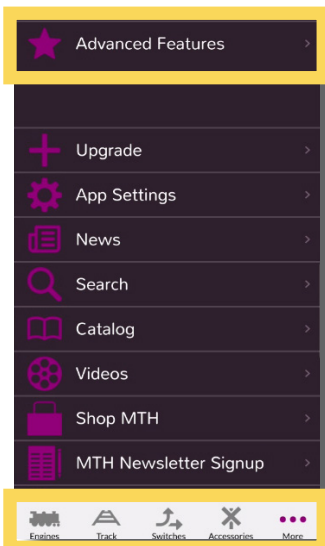 Advanced Features
Upgrade
App Settings
News
Search
Catalog
Videos
Shop MTH
MTH Newsletter Signup
Engines Track Switches Accessories More